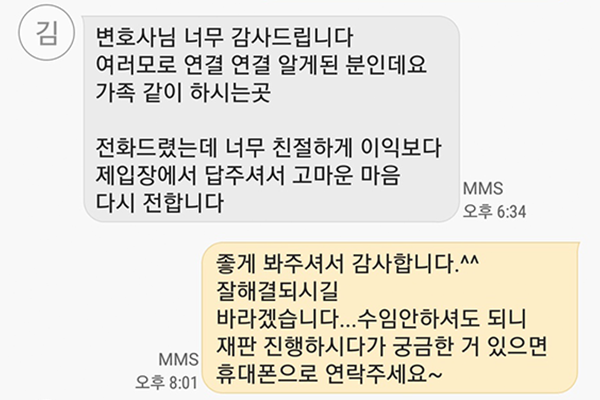 김
변호사님 너무 감사드립니다
여러모로 연결 연결 알게된 분인데요
가족 같이 하시는곳
전화드렸는데 너무 친절하게 이익보다
제입장에서 답주셔서 고마운 마음
다시 전합니다
MMS
오후 6:34
좋게 봐주셔서 감사합니다.^^
잘해결되시길
바라겠습니다...수임안하셔도 되니
재판 진행하시다가 궁금한 거 있으면
휴대폰으로 연락주세요~
MMS
오후 8:01